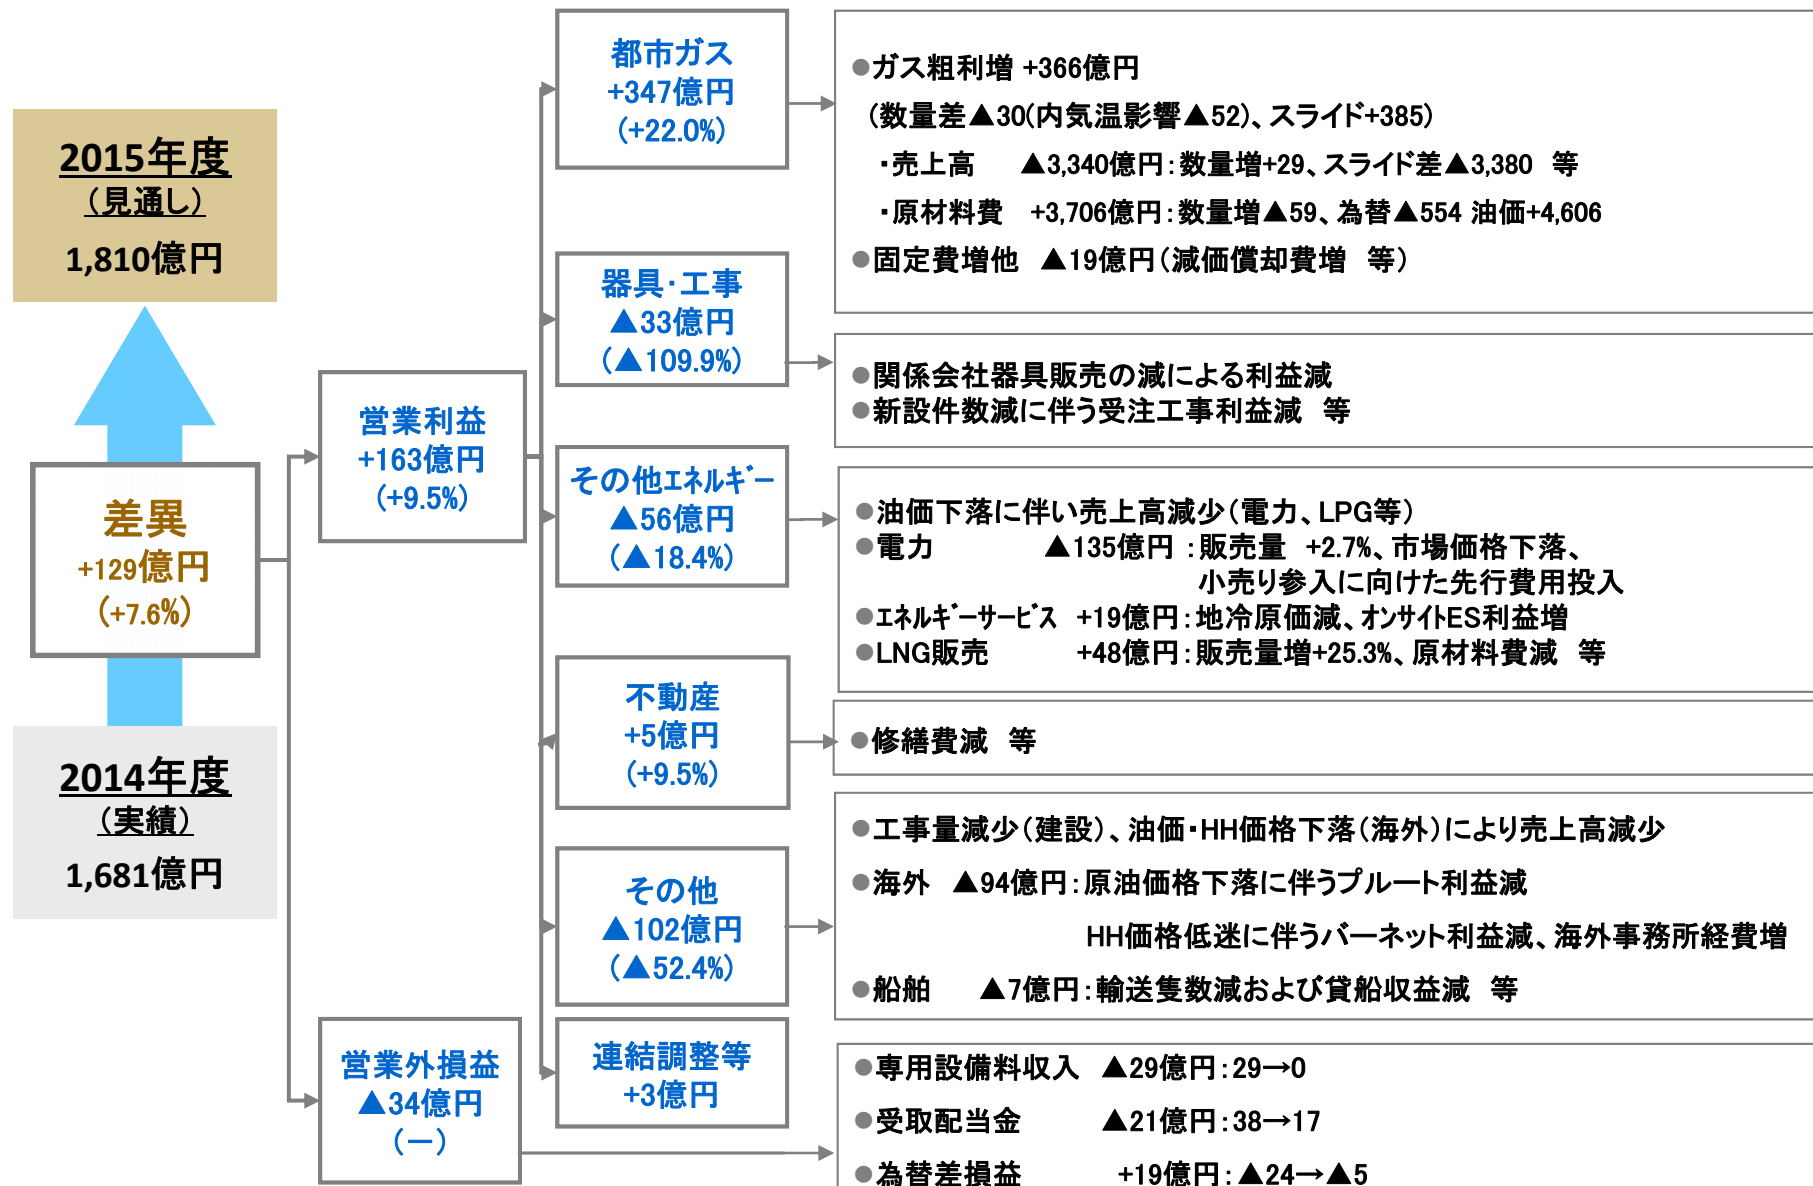 2015年度
（見通し）
1,810億円
差異
+129億円
（+7.6%）
2014年度
（実績）
1,681億円
営業利益
+163億円
（+9.5%）
営業外損益
▲34億円
（－）
都市ガス
+347億円
（+22.0%）
●ガス粗利増 +366億円
（数量差▲30（内気温影響▲52）、スライド+385）
・売上高　▲3,340億円：数量増+29、スライド差▲3,380　等
・原材料費　+3,706億円：数量増▲59、為替▲554 油価+4,606
●固定費増他　▲19億円（減価償却費増　等）
器具・工事
▲33億円
（▲109.9%）
●関係会社器具販売の減による利益減
●新設件数減に伴う受注工事利益減　等
その他ｴﾈﾙｷﾞｰ
▲56億円
（▲18.4%）
●油価下落に伴い売上高減少（電力、LPG等）
●電力　▲135億円：販売量　+2.7%、市場価格下落、
小売り参入に向けた先行費用投入
●ｴﾈﾙｷﾞｰｻｰﾋﾞｽ　+19億円：地冷原価減、ｵﾝｻｲﾄES利益増
●LNG販売　+48億円：販売量増+25.3%、原材料費減　等
不動産
+5億円
（+9.5%）
●修繕費減　等
その他
▲102億円
（▲52.4%）
●工事量減少（建設）、油価・HH価格下落（海外）により売上高減少
●海外　▲94億円：原油価格下落に伴うプルート利益減
HH価格低迷に伴うバーネット利益減、海外事務所経費増
●船舶　▲7億円：輸送隻数減および貸船収益減　等
連結調整等
+3億円
●専用設備料収入　▲29億円：29→0
●受取配当金　▲21億円：38→17
●為替差損益　+19億円：▲24→▲5